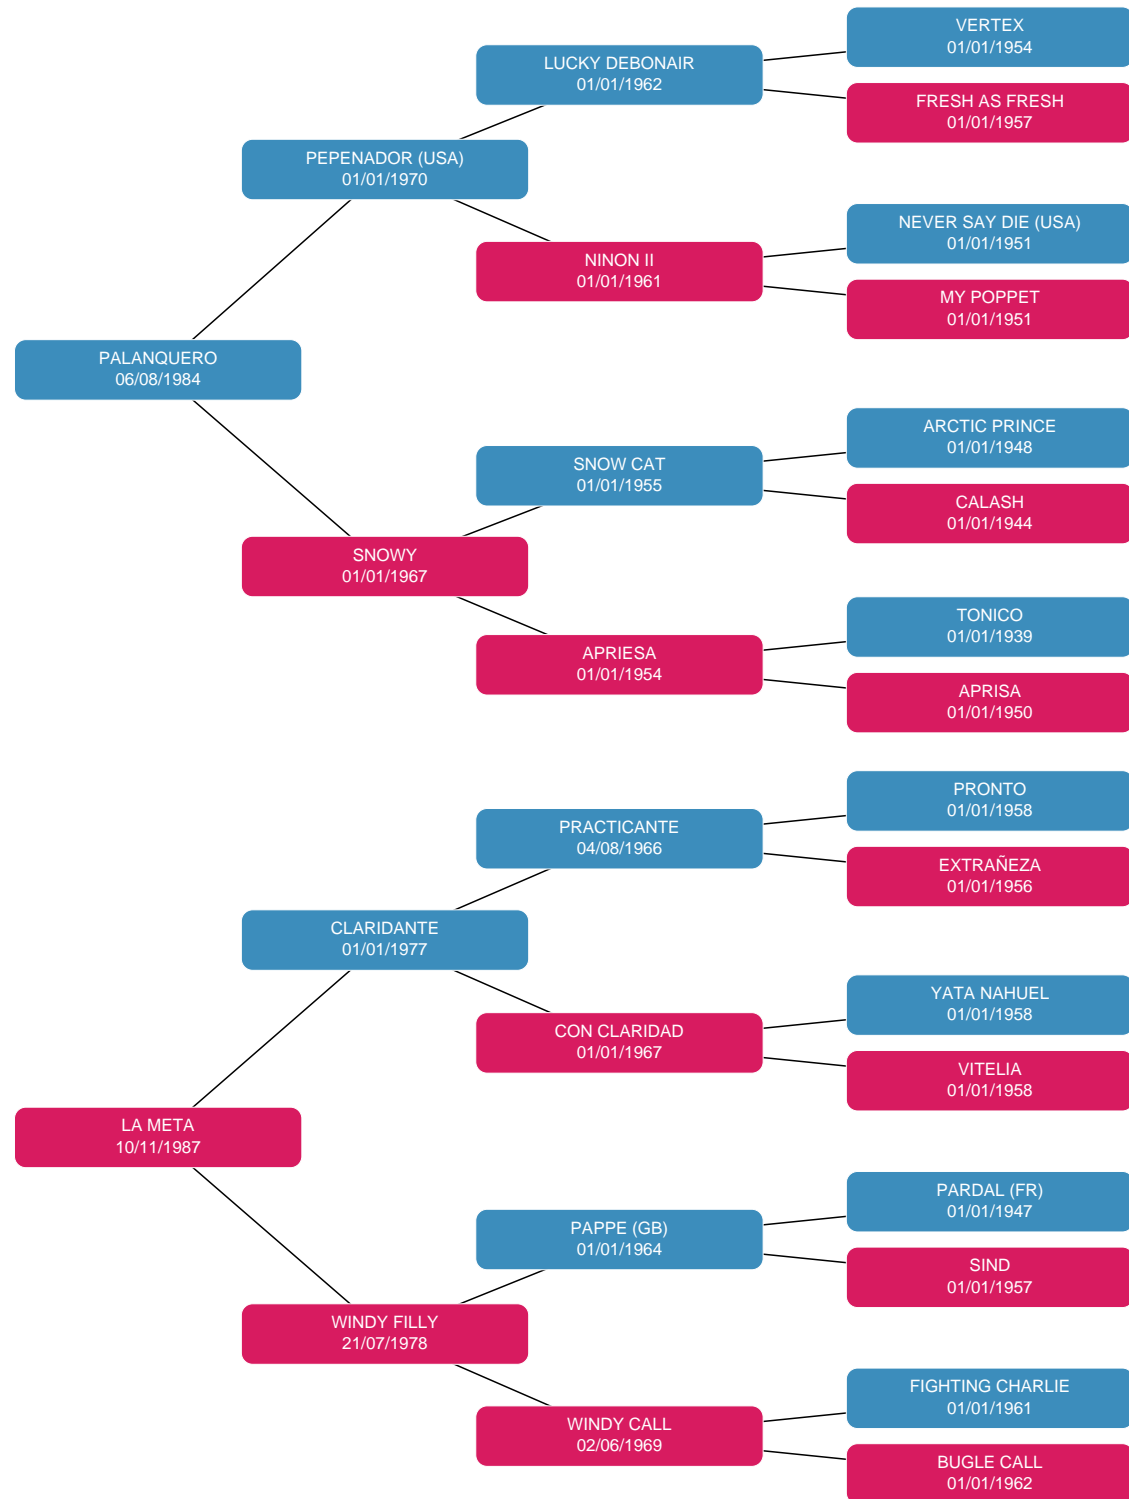 VERTEX
01/01/1954
LUCKY DEBONAIR
01/01/1962
FRESH AS FRESH
01/01/1957
PEPENADOR (USA)
01/01/1970
NEVER SAY DIE (USA)
01/01/1951
NINON II
01/01/1961
MY POPPET
01/01/1951
PALANQUERO
06/08/1984
ARCTIC PRINCE
01/01/1948
SNOW CAT
01/01/1955
CALASH
01/01/1944
SNOWY
01/01/1967
TONICO
01/01/1939
APRIESA
01/01/1954
APRISA
01/01/1950
PRONTO
01/01/1958
PRACTICANTE
04/08/1966
EXTRAÑEZA
01/01/1956
CLARIDANTE
01/01/1977
YATA NAHUEL
01/01/1958
CON CLARIDAD
01/01/1967
VITELIA
01/01/1958
LA META
10/11/1987
PARDAL (FR)
01/01/1947
PAPPE (GB)
01/01/1964
SIND
01/01/1957
WINDY FILLY
21/07/1978
FIGHTING CHARLIE
01/01/1961
WINDY CALL
02/06/1969
BUGLE CALL
01/01/1962